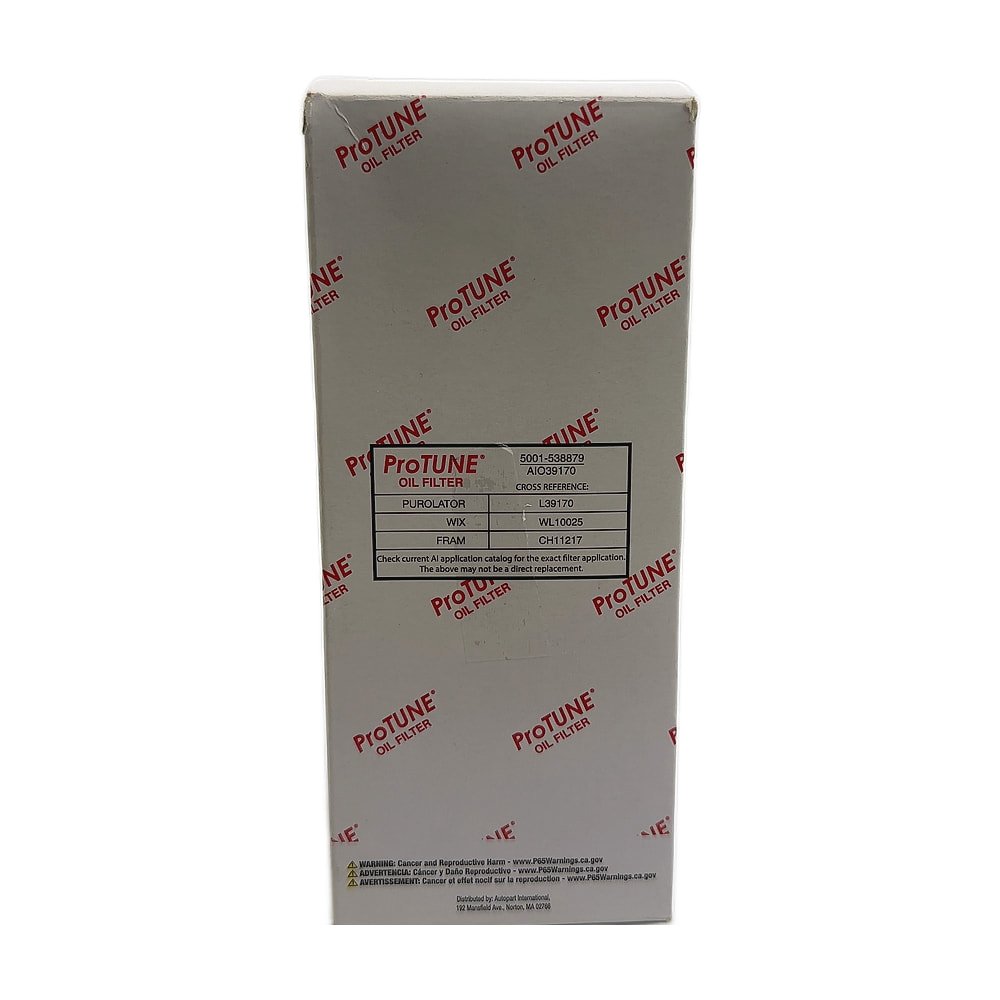 ProTUNE®
OIL FILTER
ProTUNE®
OIL FILTER
ProTUNE®
OIL FILTER
ProTUNE®
OIL FILTER
ProTUNE® 5001-538879
OIL FILTER AIO39170
CROSS REFERENCE:
PUROLATOR L39170
WIX WL10025
FRAM CH11217
Check current AI application catalog for the exact filter application.
The above may not be a direct replacement.
ProTUNE
OIL FILTER
ProTUNE®
OIL FILTER
ProTUNE®
OIL FILTER
ProTUNE®
OIL FILTER
WARNING: Cancer and Reproductive Harm - www.P65Warnings.ca.gov
ADVERTENCIA: Cáncer y Daño Reproductivo - www.P65Warnings.ca.gov
AVERTISSEMENT: Cancer et effet nocif sur la reproduction - www.P65Warnings.ca.gov
Distributed by: Autopart International,
192 Mansfield Ave., Norton, MA 02766